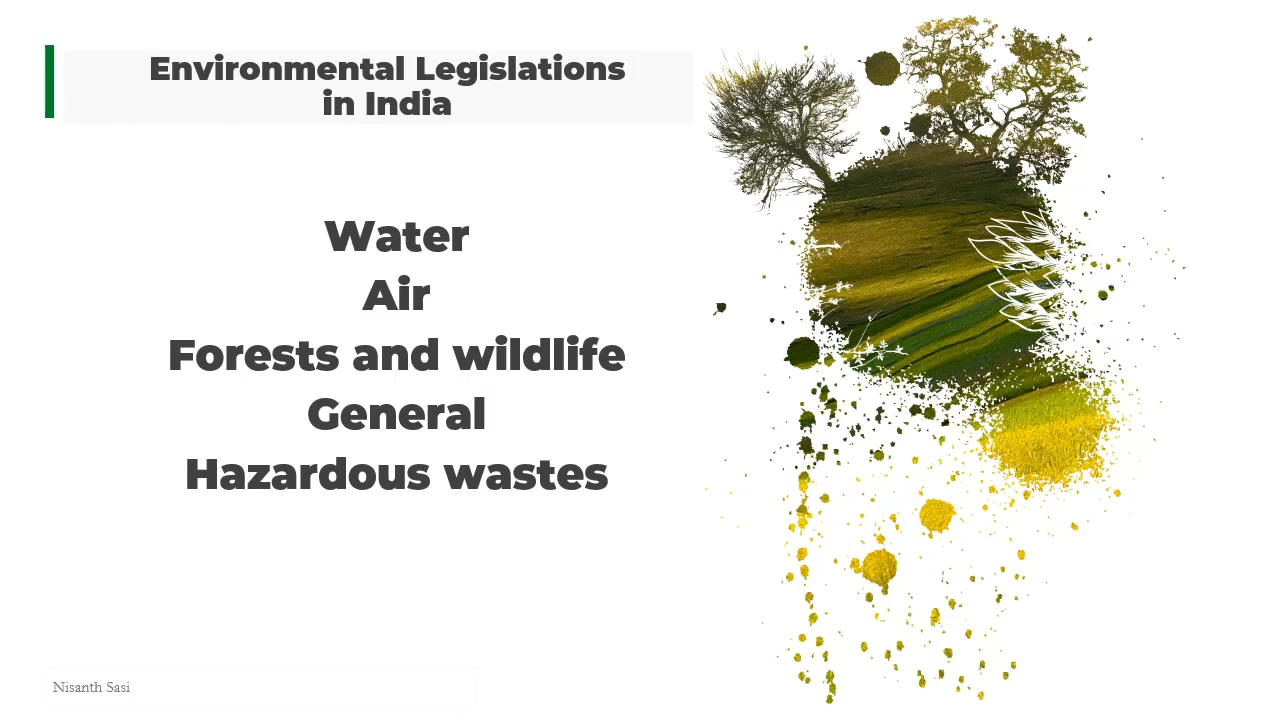 Environmental Legislations
in India
Water
Air
Forests and wildlife
General
Hazardous wastes
Nisanth Sasi